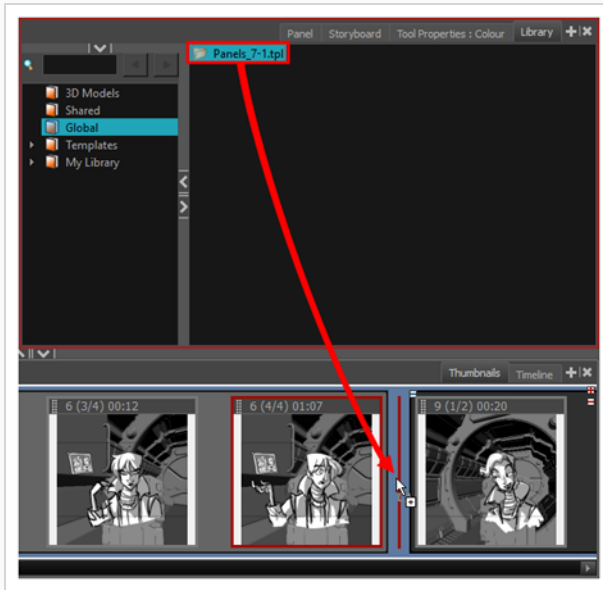 Panel Storyboard Tool Properties : Colour Library
Panels_7-1.tpl
3D Models
Shared
Global
Templates
My Library
Thumbnails Timeline
6 (3/4) 00:12 6 (4/4) 01:07 9 (1/2) 00:20